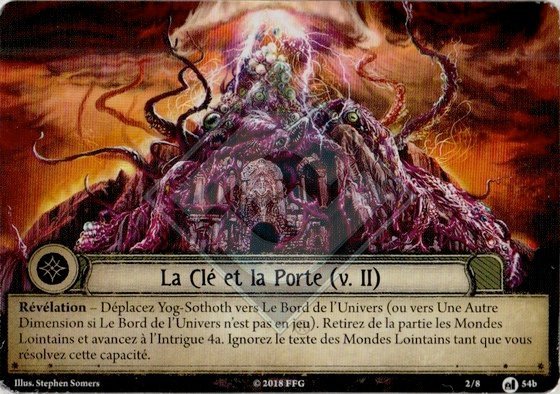 La Clé et la Porte (v. II)
Révélation – Déplacez Yog-Sothoth vers Le Bord de l'Univers (ou vers Une Autre
Dimension si Le Bord de l'Univers n'est pas en jeu). Retirez de la partie les Mondes
Lointains et avancez à l'Intrigue 4a. Ignorez le texte des Mondes Lointains tant que vous
résolvez cette capacité.
Illus. Stephen Somers
© 2018 FFG
2/8
54b